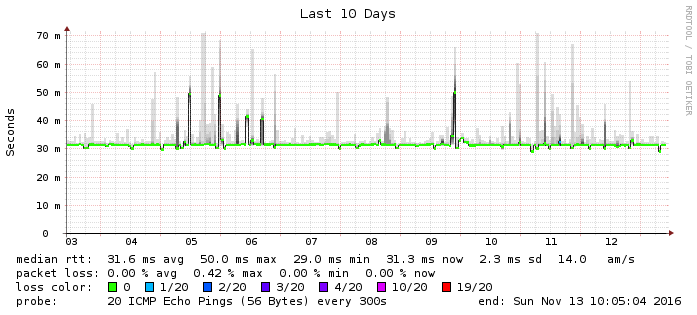 Last 10 Days
RRDTOOL / TOBI OETIKER
Seconds
70 m
60 m
50 m
40 m
30 m
20 m
10 m
0
03 04 05 06 07 08 09 10 11 12
median rtt: 31.6 ms avg 50.0 ms max 29.0 ms min 31.3 ms now 2.3 ms sd 14.0 am/s
packet loss: 0.00 % avg 0.42 % max 0.00 % min 0.00 % now
loss color: 0 1/20 2/20 3/20 4/20 10/20 19/20
probe: 20 ICMP Echo Pings (56 Bytes) every 300s end: Sun Nov 13 10:05:04 2016